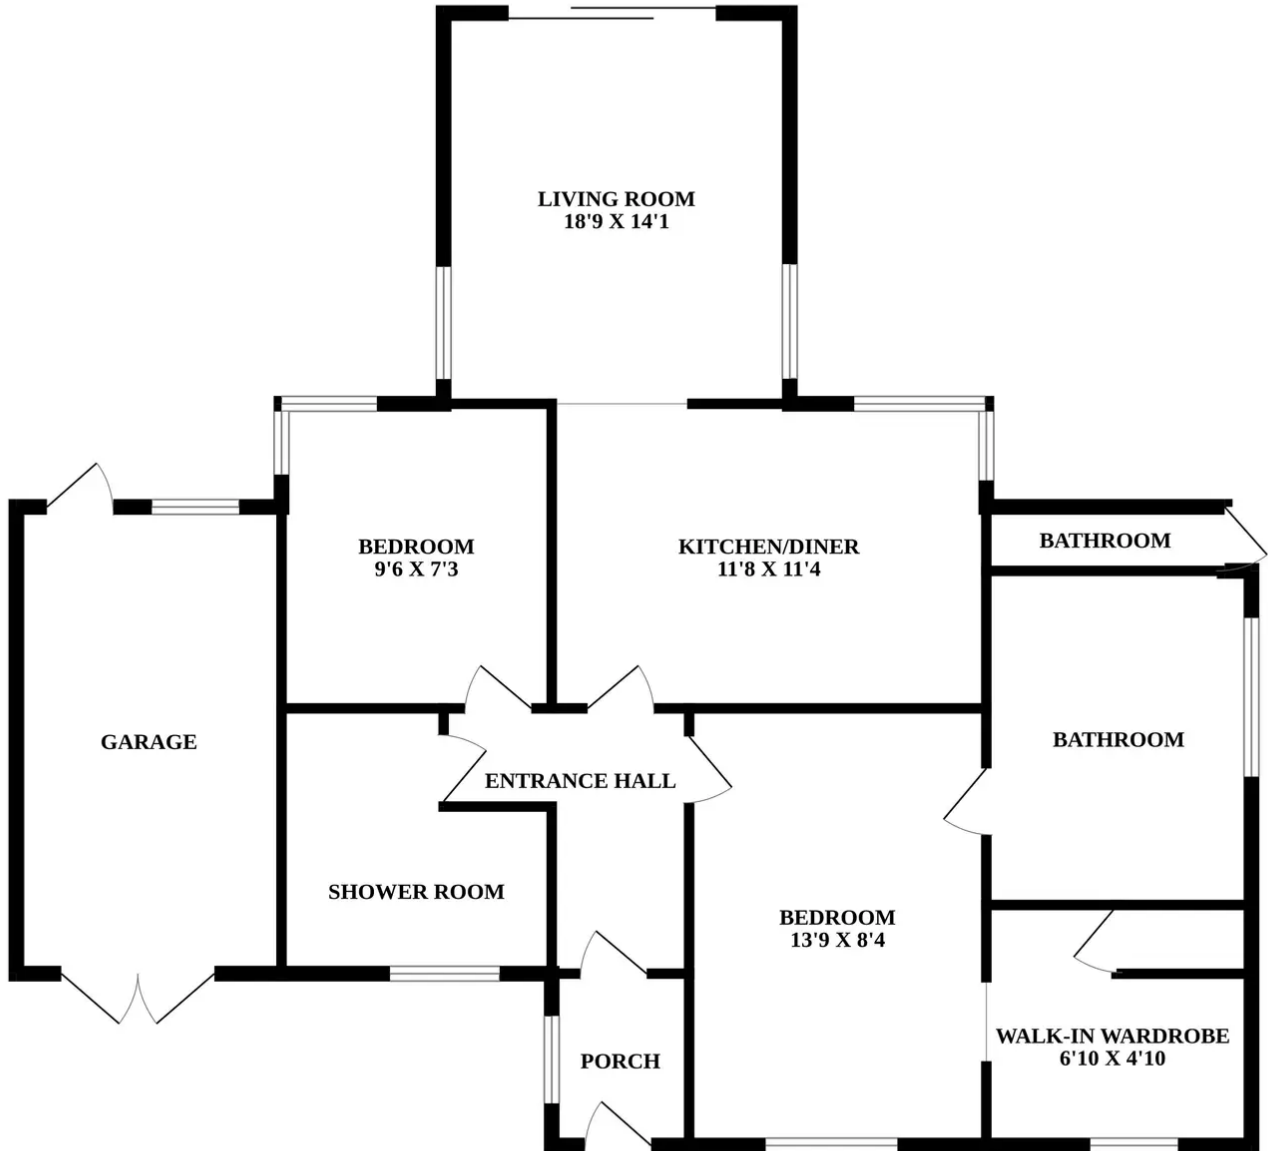 LIVING ROOM
18'9 X 14'1
BEDROOM
9'6 X 7'3
KITCHEN/DINER
11'8 X 11'4
BATHROOM
GARAGE
BATHROOM
ENTRANCE HALL
SHOWER ROOM
BEDROOM
13'9 X 8'4
WALK-IN WARDROBE
6'10 X 4'10
PORCH